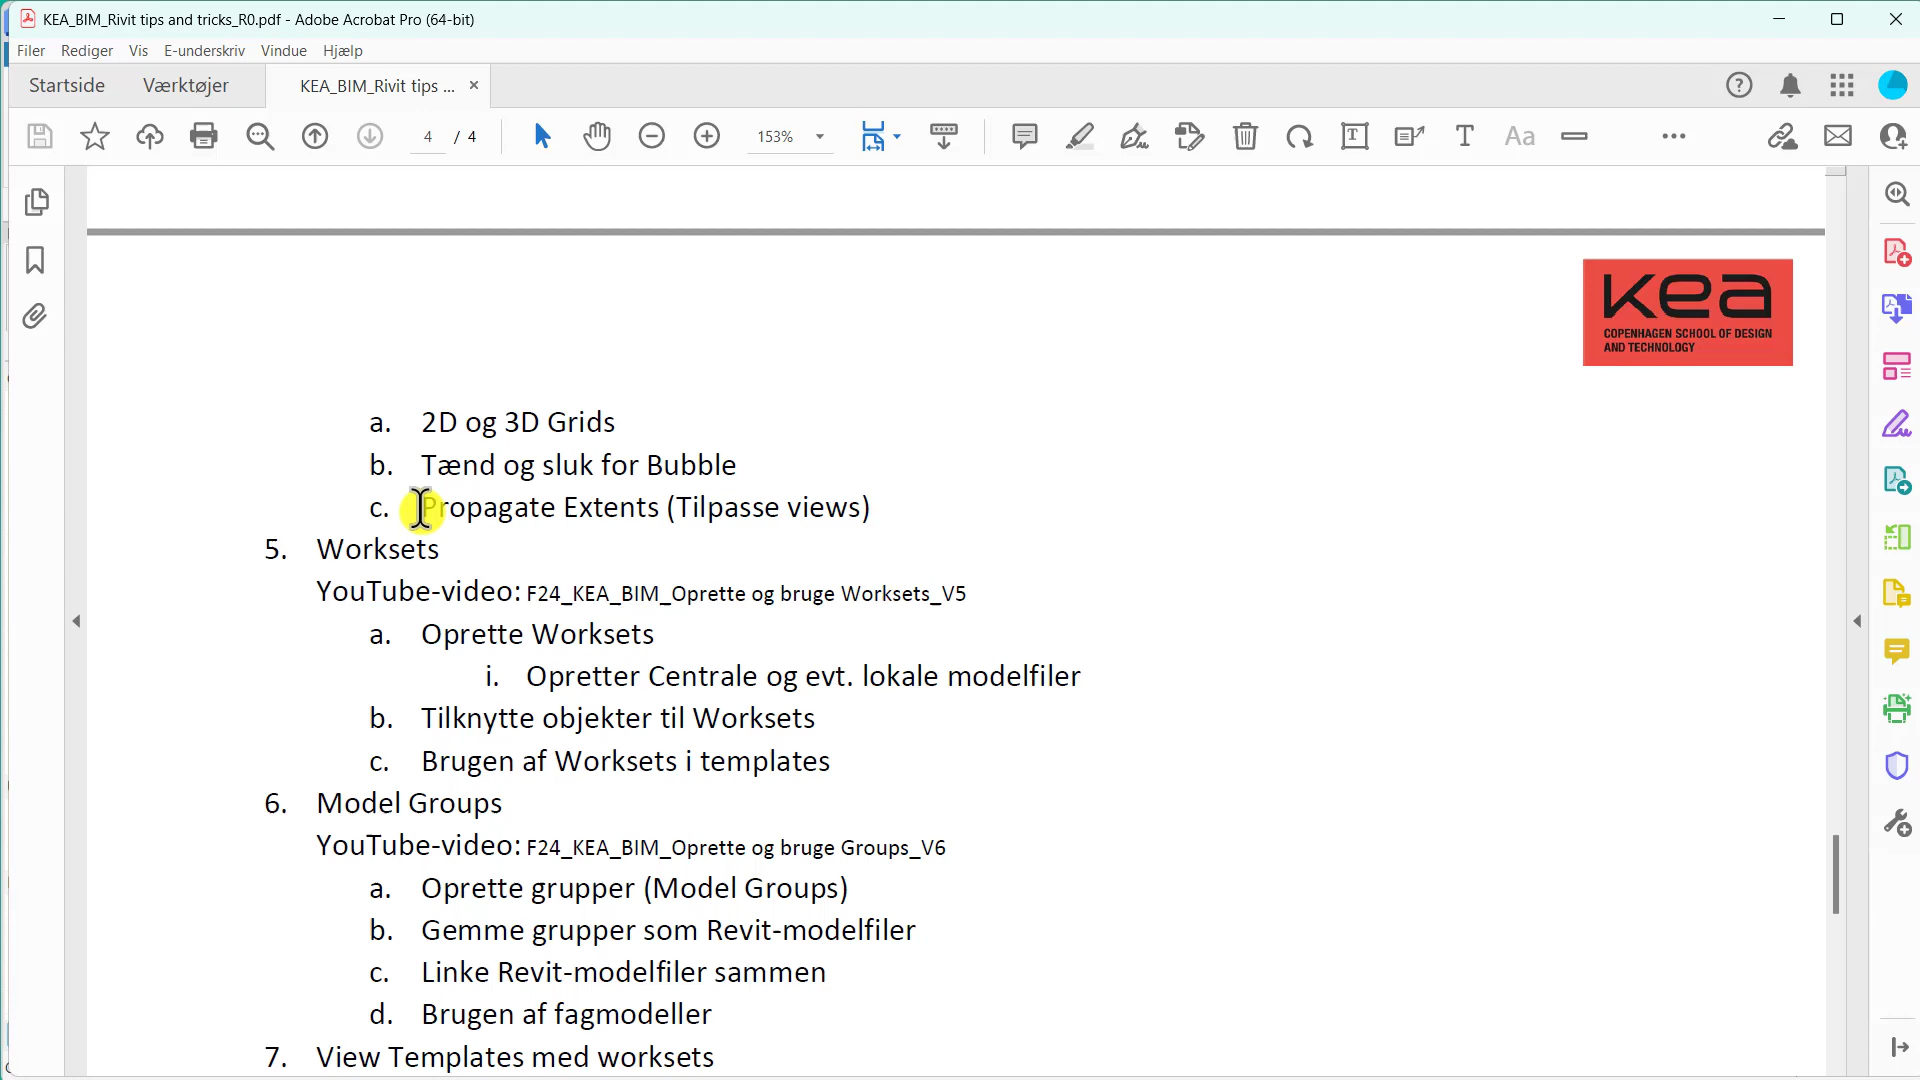 KEA_BIM_Rivit tips and tricks_R0.pdf - Adobe Acrobat Pro (64-bit)
Filer Rediger Vis E-underskriv Vindue Hjælp
Startside Værktøjer KEA_BIM_Rivit tips ... ×
4 / 4 153%
kea
COPENHAGEN SCHOOL OF DESIGN
AND TECHNOLOGY
a. 2D og 3D Grids
b. Tænd og sluk for Bubble
c. Propagate Extents (Tilpasse views)
5. Worksets
YouTube-video: F24_KEA_BIM_Oprette og bruge Worksets_V5
a. Oprette Worksets
i. Opretter Centrale og evt. lokale modelfiler
b. Tilknytte objekter til Worksets
c. Brugen af Worksets i templates
6. Model Groups
YouTube-video: F24_KEA_BIM_Oprette og bruge Groups_V6
a. Oprette grupper (Model Groups)
b. Gemme grupper som Revit-modelfiler
c. Linke Revit-modelfiler sammen
d. Brugen af fagmodeller
7. View Templates med worksets